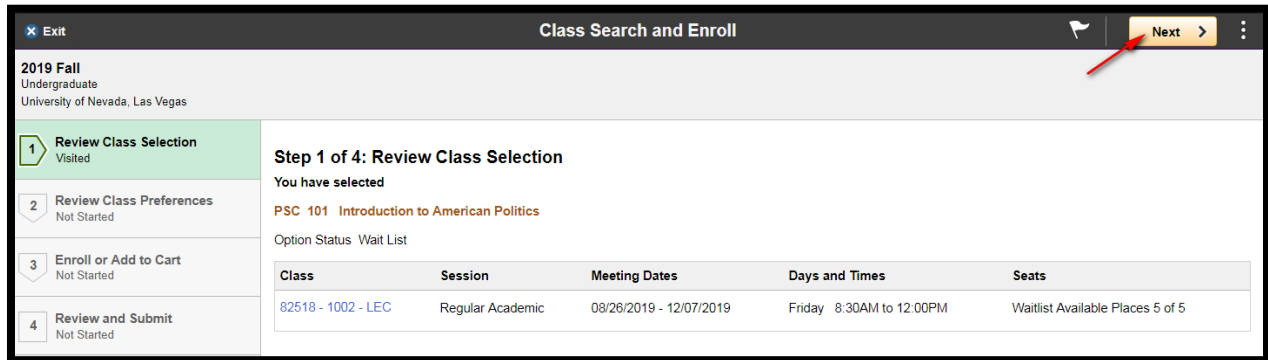 Exit
Class Search and Enroll
Next
2019 Fall
Undergraduate
University of Nevada, Las Vegas
1
Review Class Selection
Visited
2
Review Class Preferences
Not Started
3
Enroll or Add to Cart
Not Started
4
Review and Submit
Not Started
Step 1 of 4: Review Class Selection
You have selected
PSC 101 Introduction to American Politics
Option Status Wait List
Class Session Meeting Dates Days and Times Seats
82518 - 1002 - LEC Regular Academic 08/26/2019 - 12/07/2019 Friday 8:30AM to 12:00PM Waitlist Available Places 5 of 5